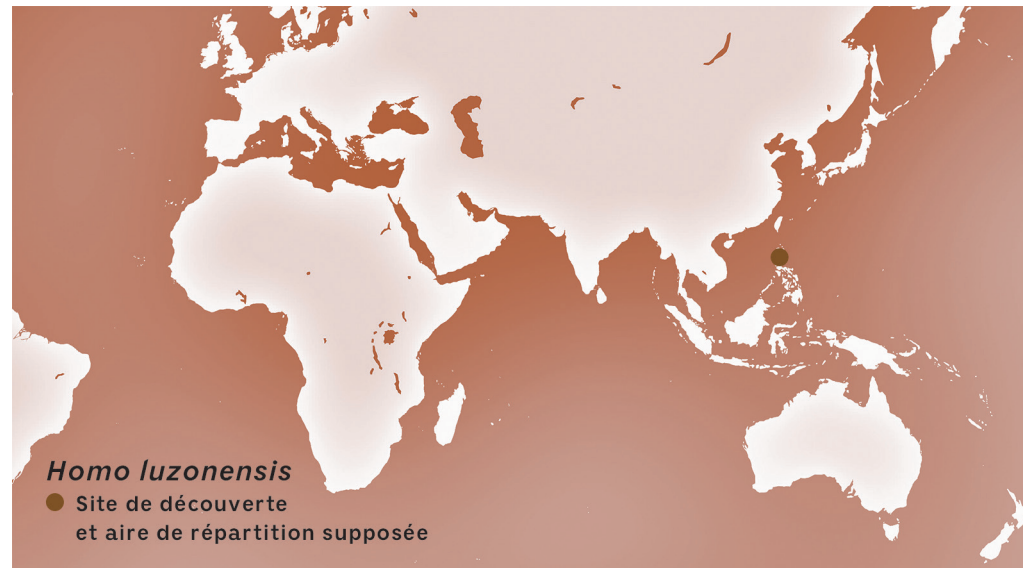 Homo luzonensis
Site de découverte
et aire de répartition supposée